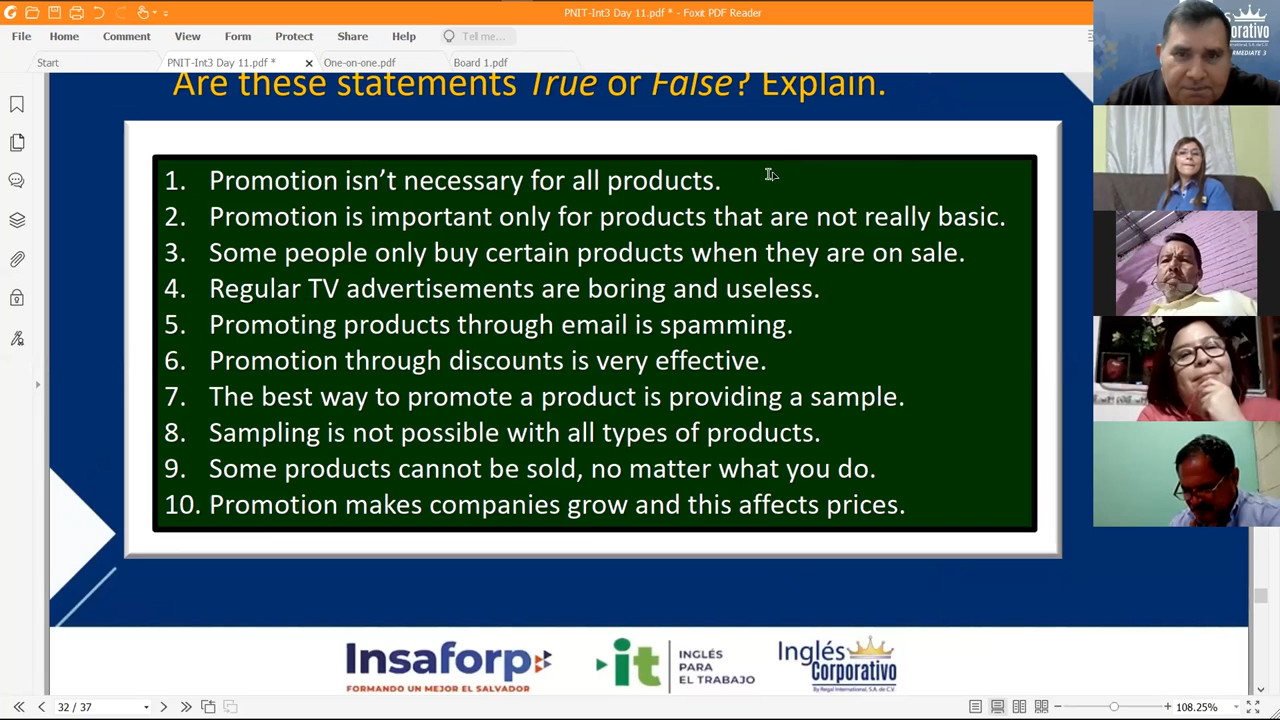 PNIT-Int3 Day 11.pdf * - Foxit PDF Reader
File Home Comment View Form Protect Share Help Tell me...
Start PNIT-Int3 Day 11.pdf * × One-on-one.pdf Board 1.pdf
Are these statements True or False? Explain.
1. Promotion isn't necessary for all products.
2. Promotion is important only for products that are not really basic.
3. Some people only buy certain products when they are on sale.
4. Regular TV advertisements are boring and useless.
5. Promoting products through email is spamming.
6. Promotion through discounts is very effective.
7. The best way to promote a product is providing a sample.
8. Sampling is not possible with all types of products.
9. Some products cannot be sold, no matter what you do.
10. Promotion makes companies grow and this affects prices.
Insaforp
FORMANDO UN MEJOR EL SALVADOR
it
INGLÉS
PARA
EL TRABAJO
Inglés
Corporativo
By Regal International, S.A. de C.V.
32 / 37
108.25%